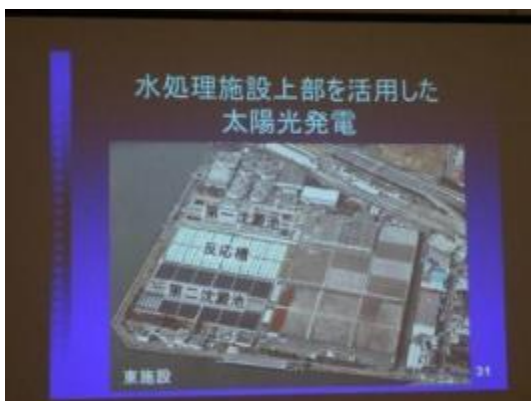 水処理施設上部を活用した
太陽光発電
第一沈殿池
反応槽
第二沈殿池
東施設
31